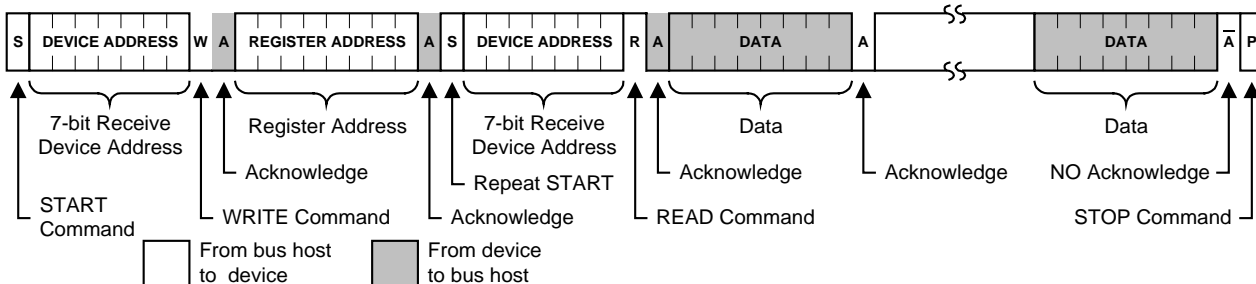 S DEVICE ADDRESS W A REGISTER ADDRESS A S DEVICE ADDRESS R A DATA A DATA A̅ P
7-bit Receive
Device Address
Register Address
7-bit Receive
Device Address
Data
Data
Acknowledge
Repeat START
Acknowledge
Acknowledge
NO Acknowledge
START
Command
WRITE Command
Acknowledge
READ Command
STOP Command
From bus host
to device
From device
to bus host